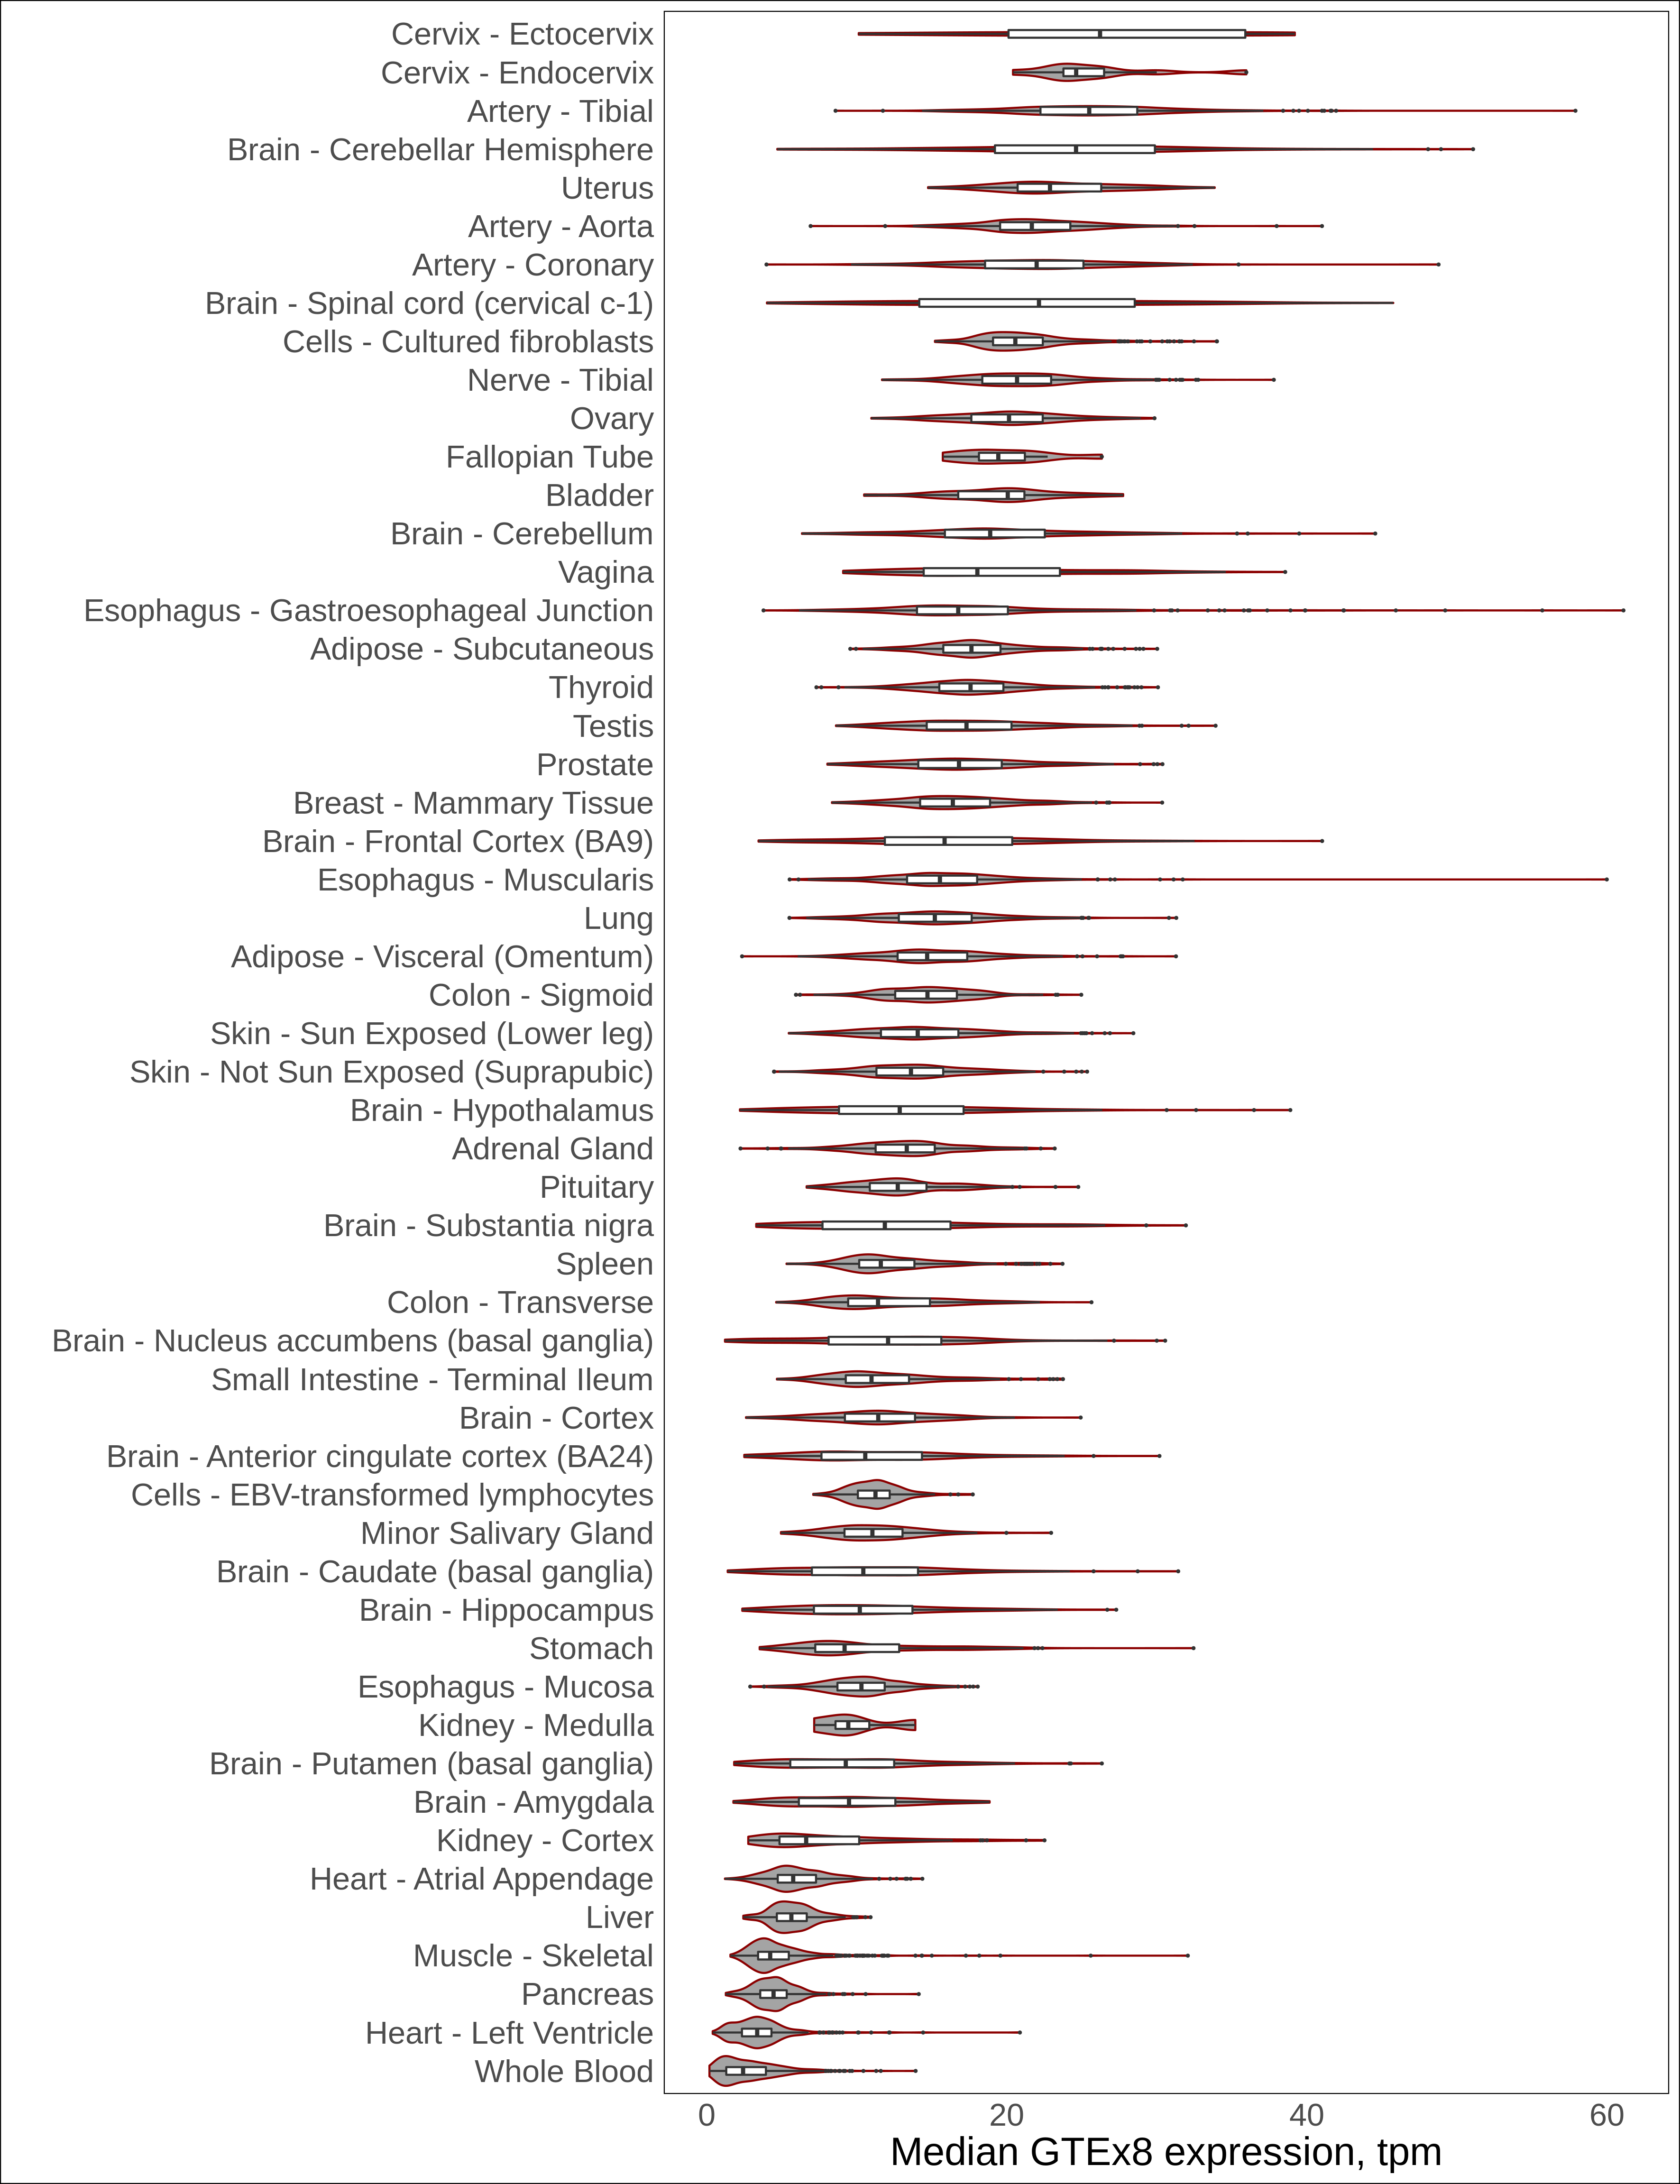 Cervix - Ectocervix
Cervix - Endocervix
Artery - Tibial
Brain - Cerebellar Hemisphere
Uterus
Artery - Aorta
Artery - Coronary
Brain - Spinal cord (cervical c-1)
Cells - Cultured fibroblasts
Nerve - Tibial
Ovary
Fallopian Tube
Bladder
Brain - Cerebellum
Vagina
Esophagus - Gastroesophageal Junction
Adipose - Subcutaneous
Thyroid
Testis
Prostate
Breast - Mammary Tissue
Brain - Frontal Cortex (BA9)
Esophagus - Muscularis
Lung
Adipose - Visceral (Omentum)
Colon - Sigmoid
Skin - Sun Exposed (Lower leg)
Skin - Not Sun Exposed (Suprapubic)
Brain - Hypothalamus
Adrenal Gland
Pituitary
Brain - Substantia nigra
Spleen
Colon - Transverse
Brain - Nucleus accumbens (basal ganglia)
Small Intestine - Terminal Ileum
Brain - Cortex
Brain - Anterior cingulate cortex (BA24)
Cells - EBV-transformed lymphocytes
Minor Salivary Gland
Brain - Caudate (basal ganglia)
Brain - Hippocampus
Stomach
Esophagus - Mucosa
Kidney - Medulla
Brain - Putamen (basal ganglia)
Brain - Amygdala
Kidney - Cortex
Heart - Atrial Appendage
Liver
Muscle - Skeletal
Pancreas
Heart - Left Ventricle
Whole Blood
0 20 40 60
Median GTEx8 expression, tpm